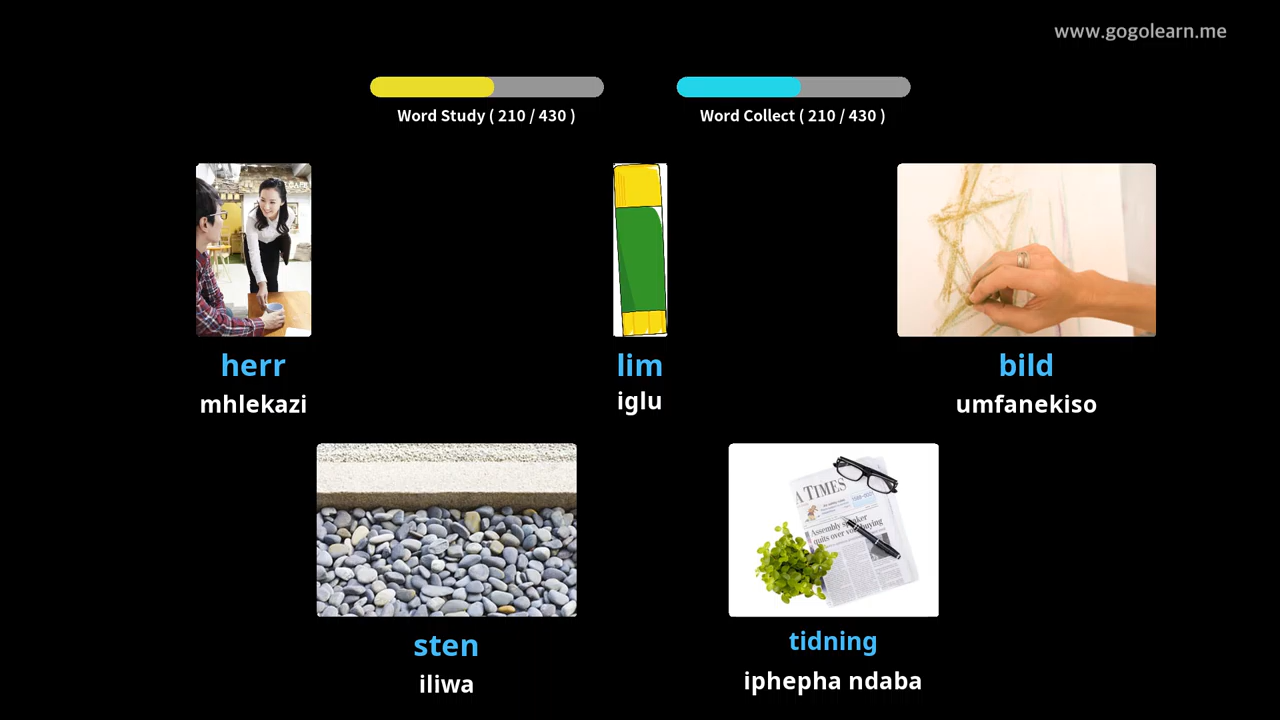 www.gogolearn.me
Word Study ( 210 / 430 )
Word Collect ( 210 / 430 )
herr
mhlekazi
lim
iglu
bild
umfanekiso
A TIMES
sten
iliwa
tidning
iphepha ndaba